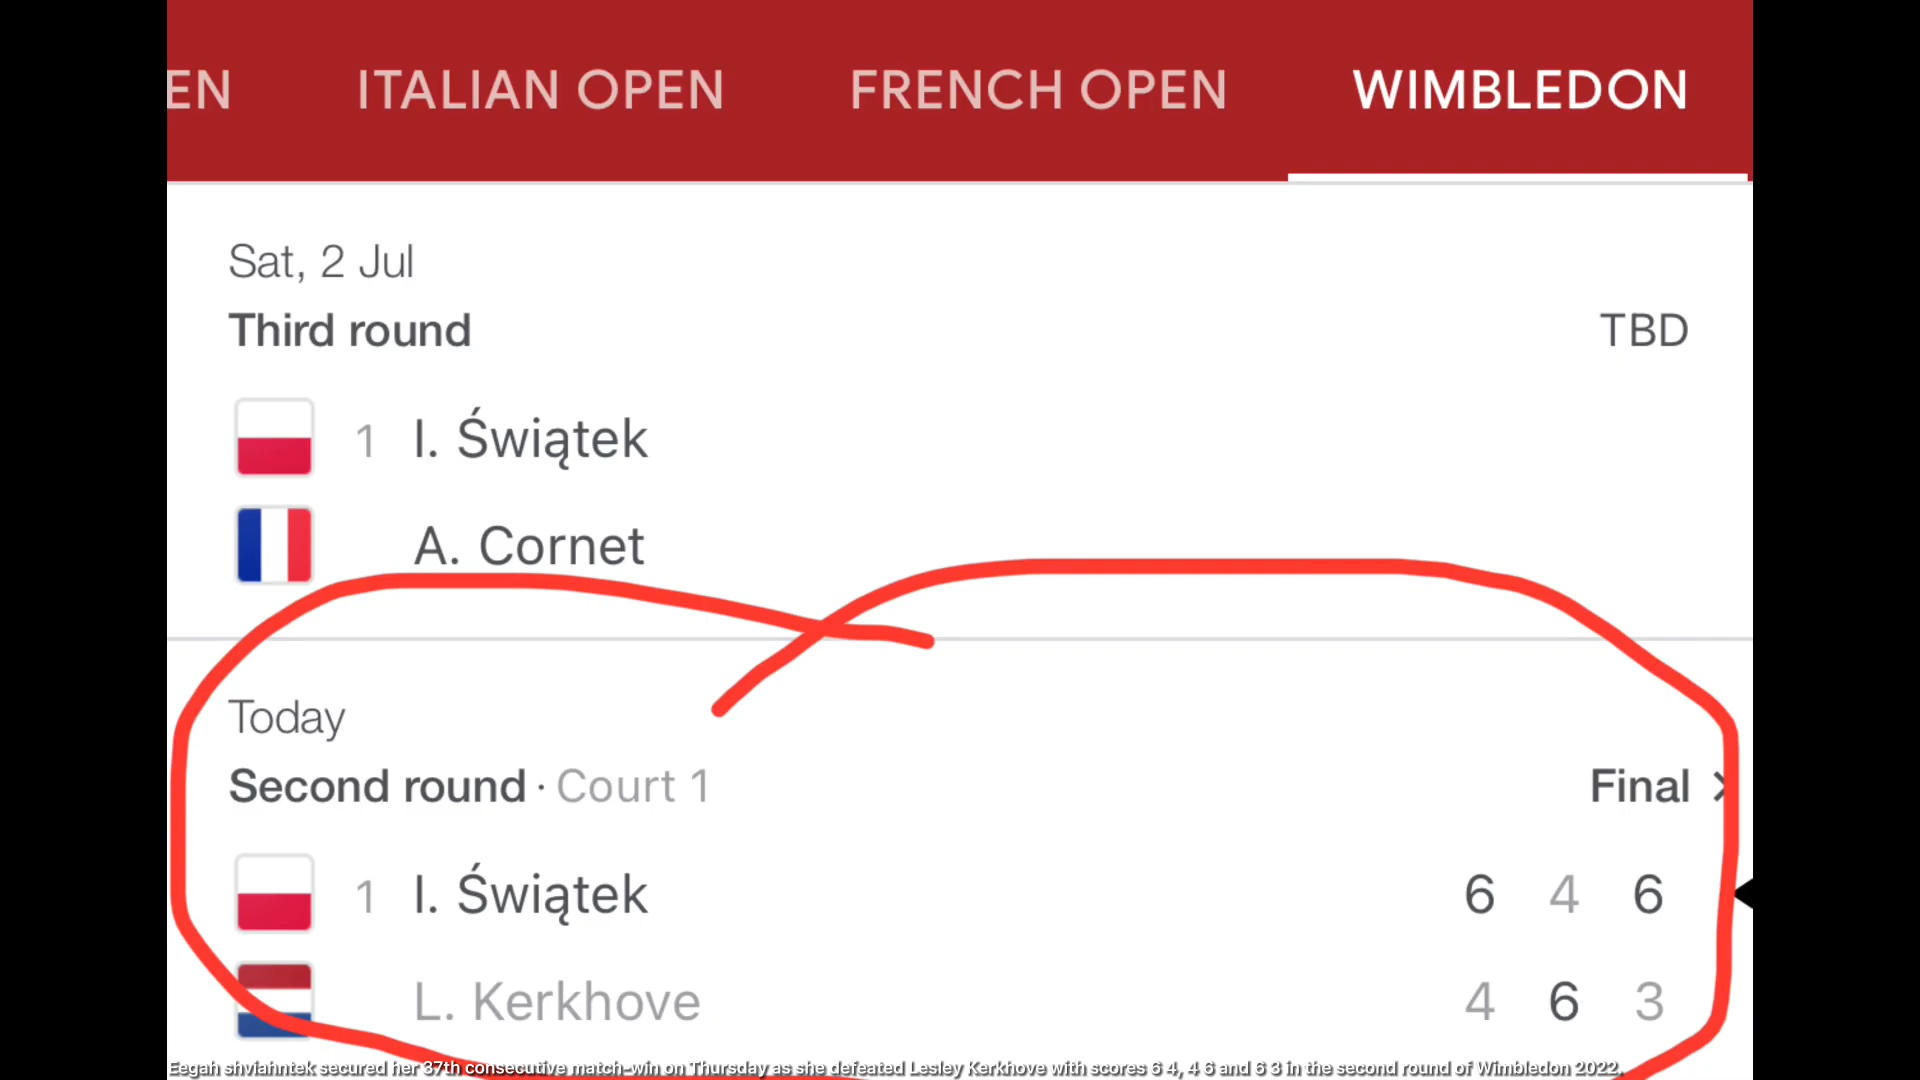 EN ITALIAN OPEN FRENCH OPEN WIMBLEDON
Sat, 2 Jul
Third round TBD
1 I. Świątek
A. Cornet
Today
Second round · Court 1 Final
1 I. Świątek 6 4 6
L. Kerkhove 4 6 3
Eegah shviahntek secured her 37th consecutive match-win on Thursday as she defeated Lesley Kerkhove with scores 6 4, 4 6 and 6 3 in the second round of Wimbledon 2022.